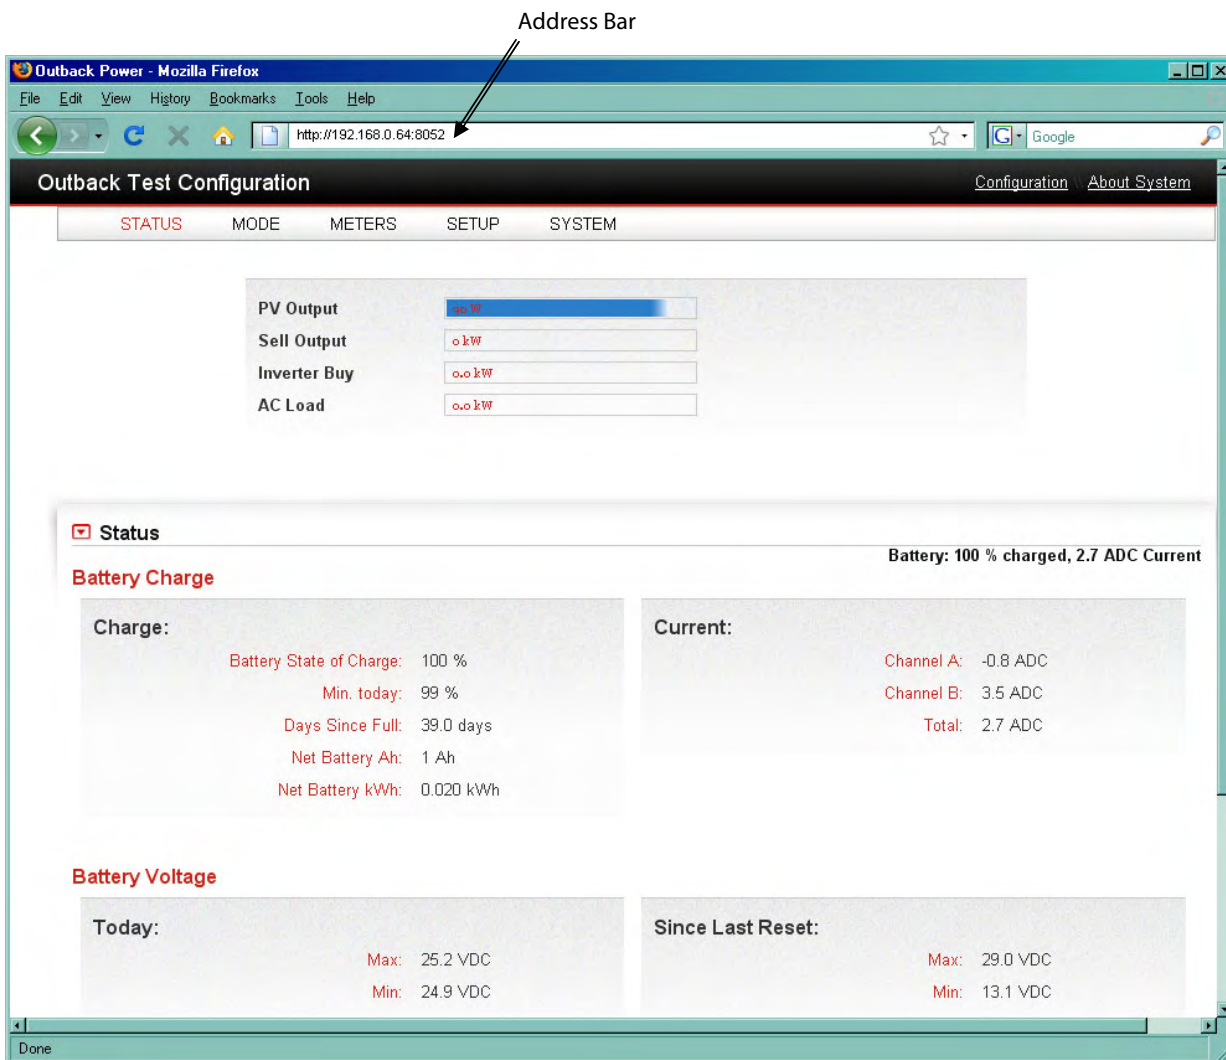 Address Bar
Outback Power - Mozilla Firefox
File Edit View History Bookmarks Tools Help
http://192.168.0.64:8052
G Google
Outback Test Configuration
Configuration \\ About System
STATUS MODE METERS SETUP SYSTEM
PV Output 90 W
Sell Output 0 kW
Inverter Buy 0.0 kW
AC Load 0.0 kW
Status
Battery: 100 % charged, 2.7 ADC Current
Battery Charge
Charge:
Battery State of Charge: 100 %
Min. today: 99 %
Days Since Full: 39.0 days
Net Battery Ah: 1 Ah
Net Battery kWh: 0.020 kWh
Current:
Channel A: -0.8 ADC
Channel B: 3.5 ADC
Total: 2.7 ADC
Battery Voltage
Today:
Max: 25.2 VDC
Min: 24.9 VDC
Since Last Reset:
Max: 29.0 VDC
Min: 13.1 VDC
Done